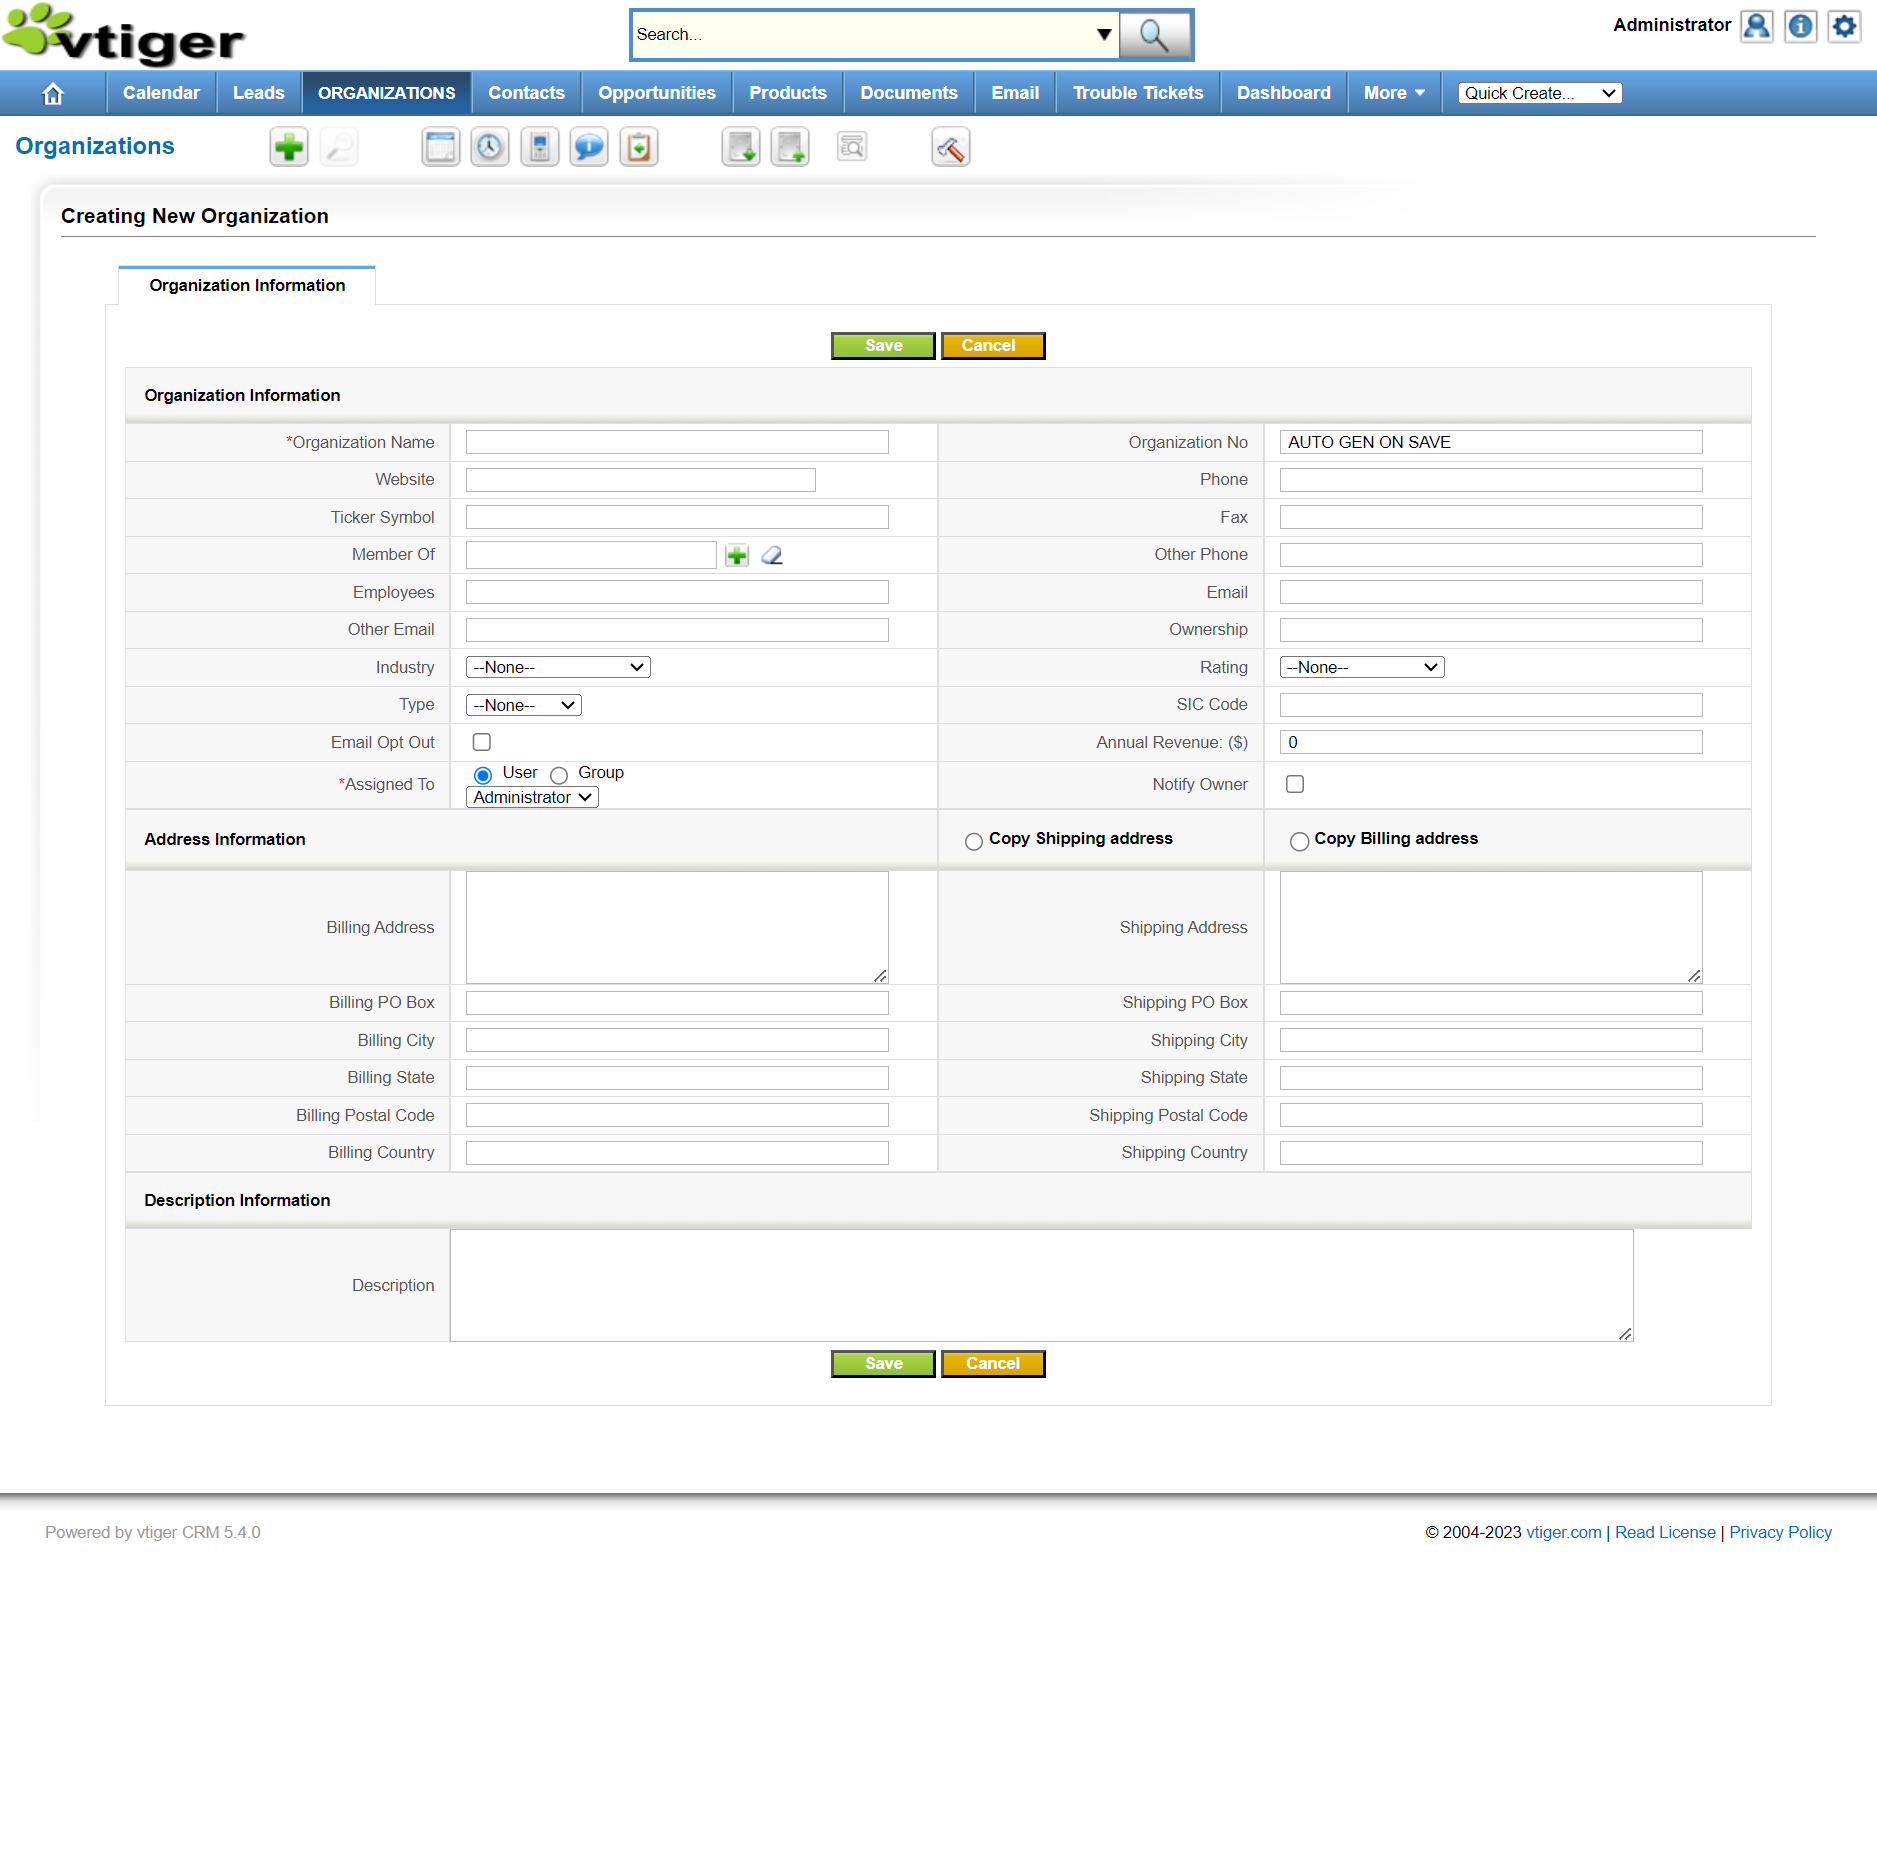 vtiger
Search...
Administrator
Calendar Leads ORGANIZATIONS Contacts Opportunities Products Documents Email Trouble Tickets Dashboard More Quick Create...
Organizations
Creating New Organization
Organization Information
Save Cancel
Organization Information
*Organization Name Organization No AUTO GEN ON SAVE
Website Phone
Ticker Symbol Fax
Member Of Other Phone
Employees Email
Other Email Ownership
Industry --None-- Rating --None--
Type --None-- SIC Code
Email Opt Out Annual Revenue: ($) 0
*Assigned To User Group Notify Owner
Administrator
Address Information Copy Shipping address Copy Billing address
Billing Address Shipping Address
Billing PO Box Shipping PO Box
Billing City Shipping City
Billing State Shipping State
Billing Postal Code Shipping Postal Code
Billing Country Shipping Country
Description Information
Description
Save Cancel
Powered by vtiger CRM 5.4.0 © 2004-2023 vtiger.com | Read License | Privacy Policy